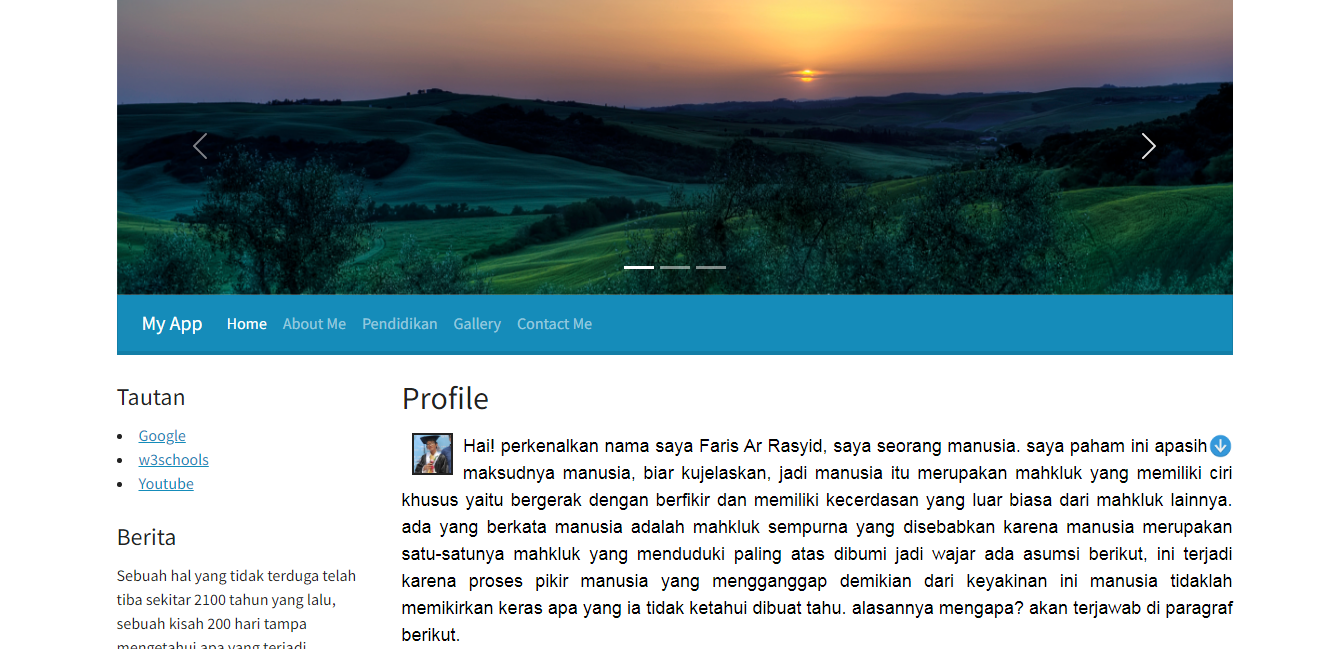 My App Home About Me Pendidikan Gallery Contact Me
Tautan
Google
w3schools
Youtube
Berita
Sebuah hal yang tidak terduga telah
tiba sekitar 2100 tahun yang lalu,
sebuah kisah 200 hari tampa
mengetahui apa yang terjadi
Profile
Hai! perkenalkan nama saya Faris Ar Rasyid, saya seorang manusia. saya paham ini apasih
maksudnya manusia, biar kujelaskan, jadi manusia itu merupakan mahkluk yang memiliki ciri
khusus yaitu bergerak dengan berfikir dan memiliki kecerdasan yang luar biasa dari mahkluk lainnya.
ada yang berkata manusia adalah mahkluk sempurna yang disebabkan karena manusia merupakan
satu-satunya mahkluk yang menduduki paling atas dibumi jadi wajar ada asumsi berikut, ini terjadi
karena proses pikir manusia yang mengganggap demikian dari keyakinan ini manusia tidaklah
memikirkan keras apa yang ia tidak ketahui dibuat tahu. alasannya mengapa? akan terjawab di paragraf
berikut.